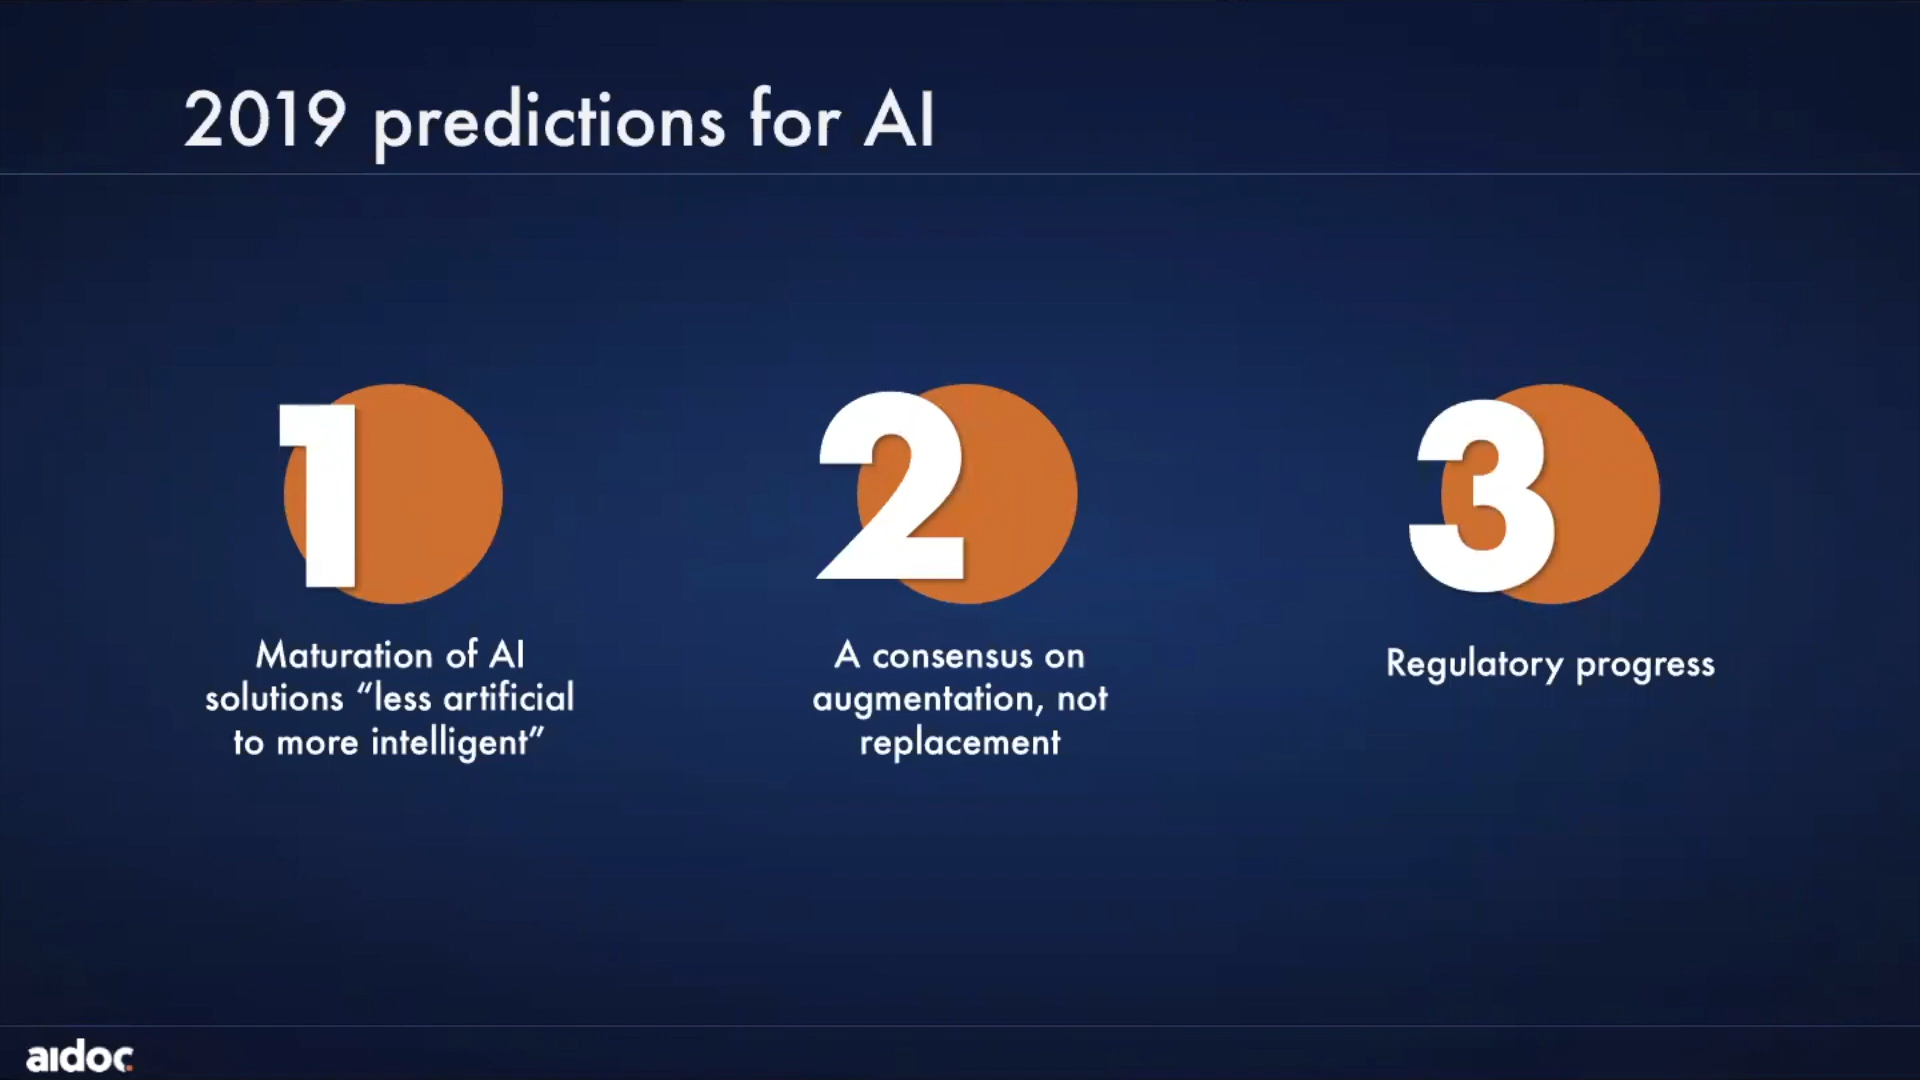 2019 predictions for AI
1
Maturation of AI
solutions “less artificial
to more intelligent”
2
A consensus on
augmentation, not
replacement
3
Regulatory progress
aidoc.